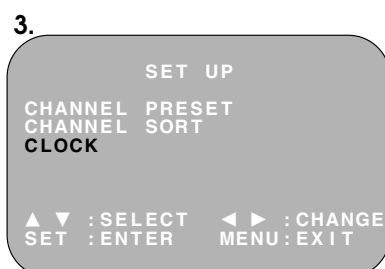 3.
SET UP
CHANNEL PRESET
CHANNEL SORT
CLOCK
▲ ▼ :SELECT ◀ ▶ :CHANGE
SET :ENTER MENU:EXIT